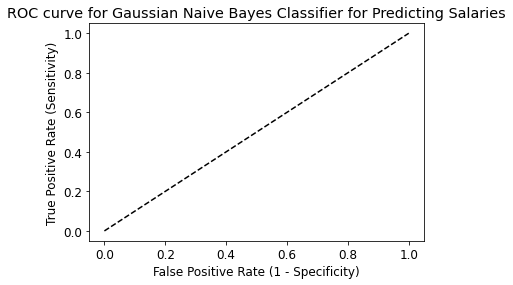 ROC curve for Gaussian Naive Bayes Classifier for Predicting Salaries
True Positive Rate (Sensitivity)
1.0
0.8
0.6
0.4
0.2
0.0
0.0 0.2 0.4 0.6 0.8 1.0
False Positive Rate (1 - Specificity)